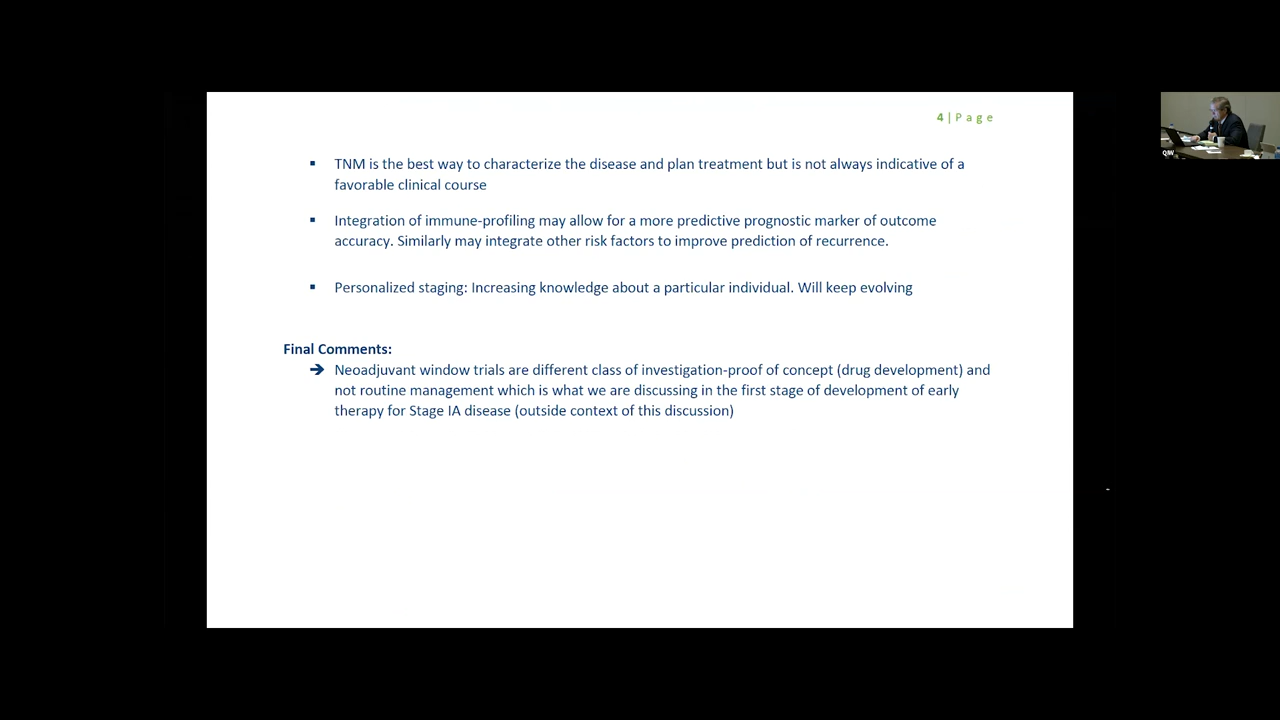 4 | P a g e
▪ TNM is the best way to characterize the disease and plan treatment but is not always indicative of a
favorable clinical course
▪ Integration of immune-profiling may allow for a more predictive prognostic marker of outcome
accuracy. Similarly may integrate other risk factors to improve prediction of recurrence.
▪ Personalized staging: Increasing knowledge about a particular individual. Will keep evolving
Final Comments:
➔ Neoadjuvant window trials are different class of investigation-proof of concept (drug development) and
not routine management which is what we are discussing in the first stage of development of early
therapy for Stage IA disease (outside context of this discussion)